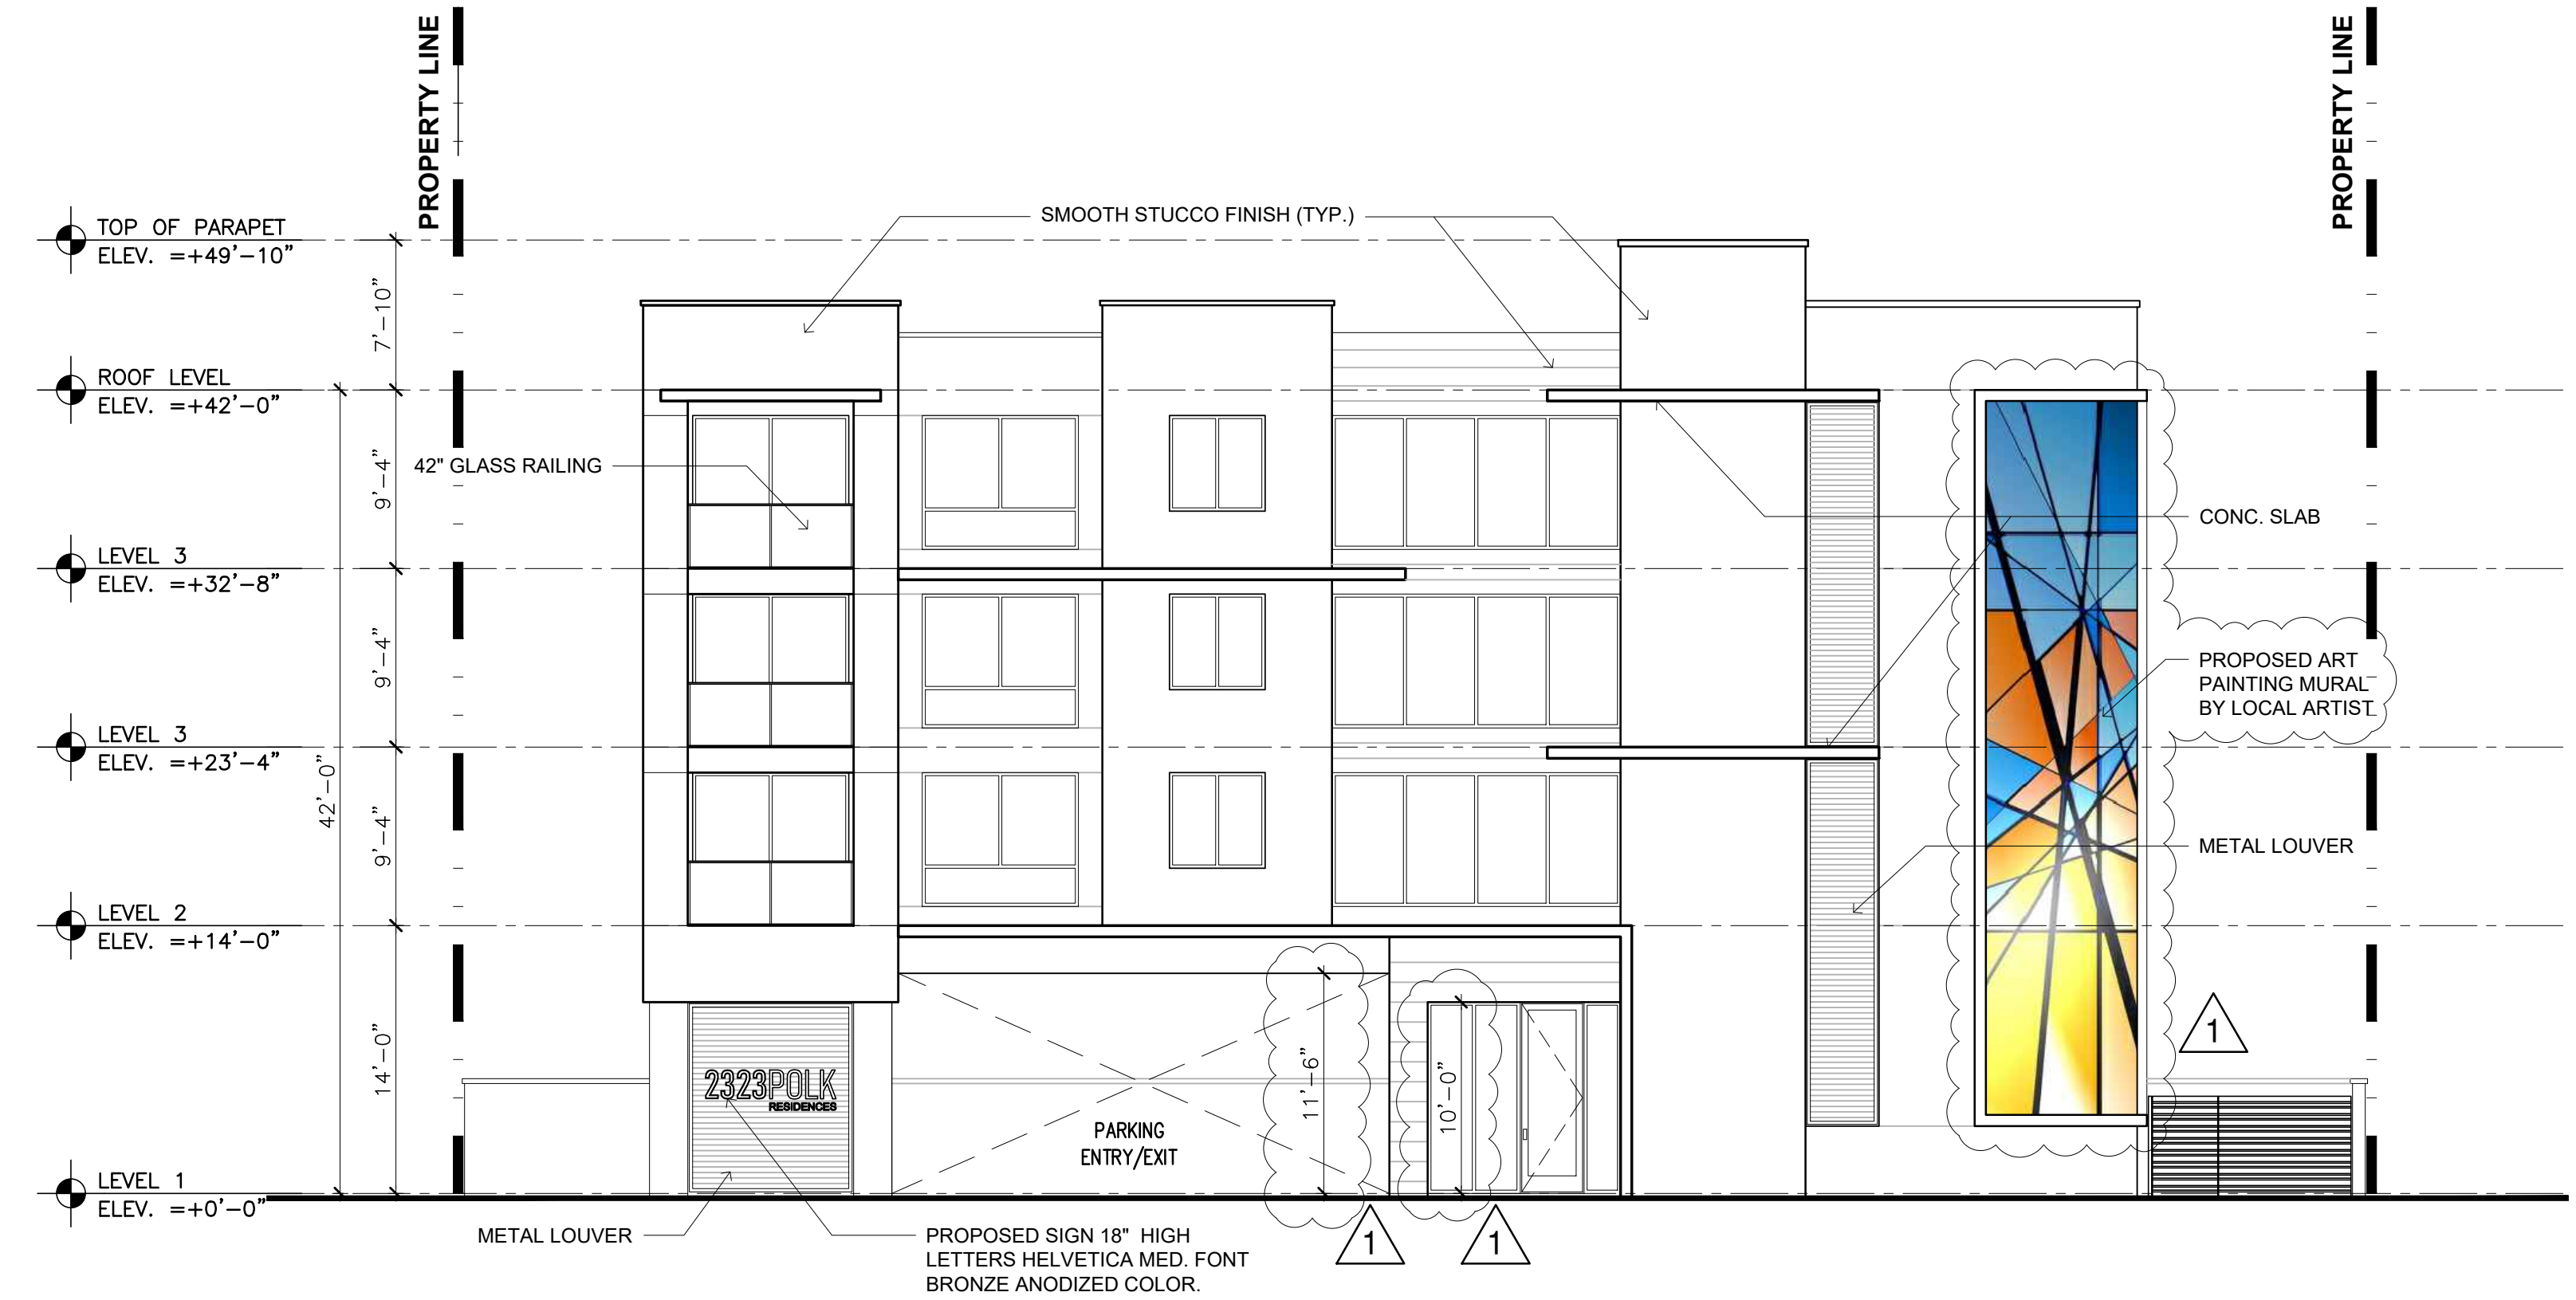 PROPERTY LINE
PROPERTY LINE
TOP OF PARAPET
ELEV. =+49'-10"
SMOOTH STUCCO FINISH (TYP.)
7'-10"
ROOF LEVEL
ELEV. =+42'-0"
42" GLASS RAILING
9'-4"
CONC. SLAB
LEVEL 3
ELEV. =+32'-8"
9'-4"
PROPOSED ART
PAINTING MURAL
BY LOCAL ARTIST
LEVEL 3
ELEV. =+23'-4"
42'-0"
9'-4"
METAL LOUVER
LEVEL 2
ELEV. =+14'-0"
14'-0"
2323POLK
RESIDENCES
PARKING
ENTRY/EXIT
11'-6"
10'-0"
1
LEVEL 1
ELEV. =+0'-0"
METAL LOUVER
PROPOSED SIGN 18" HIGH
LETTERS HELVETICA MED. FONT
BRONZE ANODIZED COLOR.
1
1